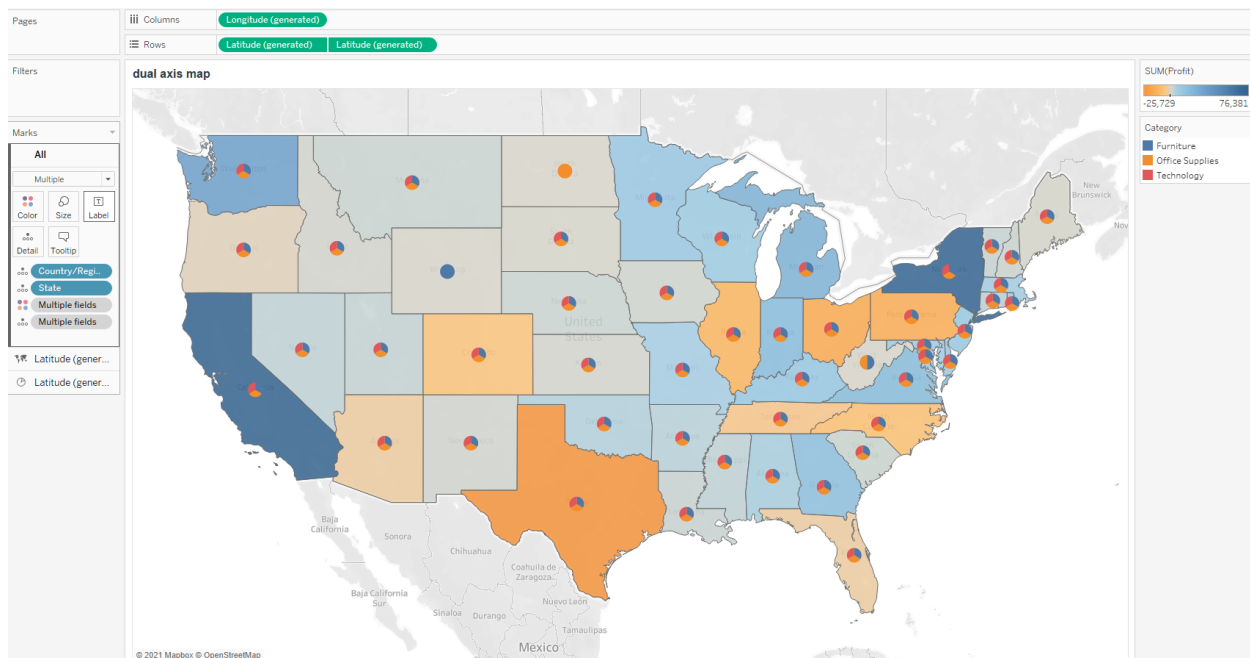 Pages
Columns
Longitude (generated)
Rows
Latitude (generated)
Latitude (generated)
Filters
dual axis map
SUM(Profit)
-25,729
76,381
Category
Furniture
Office Supplies
Technology
Marks
All
Multiple
Color
Size
Label
Detail
Tooltip
Country/Regi..
State
Multiple fields
Multiple fields
Latitude (gener...
Latitude (gener...
New
Brunswick
United
States
Baja
California
Sonora
Chihuahua
Coahuila de
Zaragoza
Baja California
Sur
Nuevo León
Sinaloa
Durango
Tamaulipas
Mexico
© 2021 Mapbox © OpenStreetMap